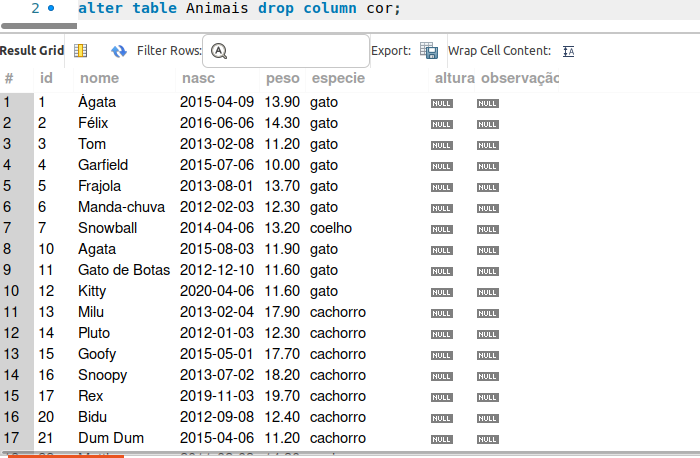 2 alter table Animais drop column cor;
Result Grid Filter Rows: Export: Wrap Cell Content:
# id nome nasc peso especie altura observação
1 1 Ágata 2015-04-09 13.90 gato NULL NULL
2 2 Félix 2016-06-06 14.30 gato NULL NULL
3 3 Tom 2013-02-08 11.20 gato NULL NULL
4 4 Garfield 2015-07-06 10.00 gato NULL NULL
5 5 Frajola 2013-08-01 13.70 gato NULL NULL
6 6 Manda-chuva 2012-02-03 12.30 gato NULL NULL
7 7 Snowball 2014-04-06 13.20 coelho NULL NULL
8 10 Agata 2015-08-03 11.90 gato NULL NULL
9 11 Gato de Botas 2012-12-10 11.60 gato NULL NULL
10 12 Kitty 2020-04-06 11.60 gato NULL NULL
11 13 Milu 2013-02-04 17.90 cachorro NULL NULL
12 14 Pluto 2012-01-03 12.30 cachorro NULL NULL
13 15 Goofy 2015-05-01 17.70 cachorro NULL NULL
14 16 Snoopy 2013-07-02 18.20 cachorro NULL NULL
15 17 Rex 2019-11-03 19.70 cachorro NULL NULL
16 20 Bidu 2012-09-08 12.40 cachorro NULL NULL
17 21 Dum Dum 2015-04-06 11.20 cachorro NULL NULL